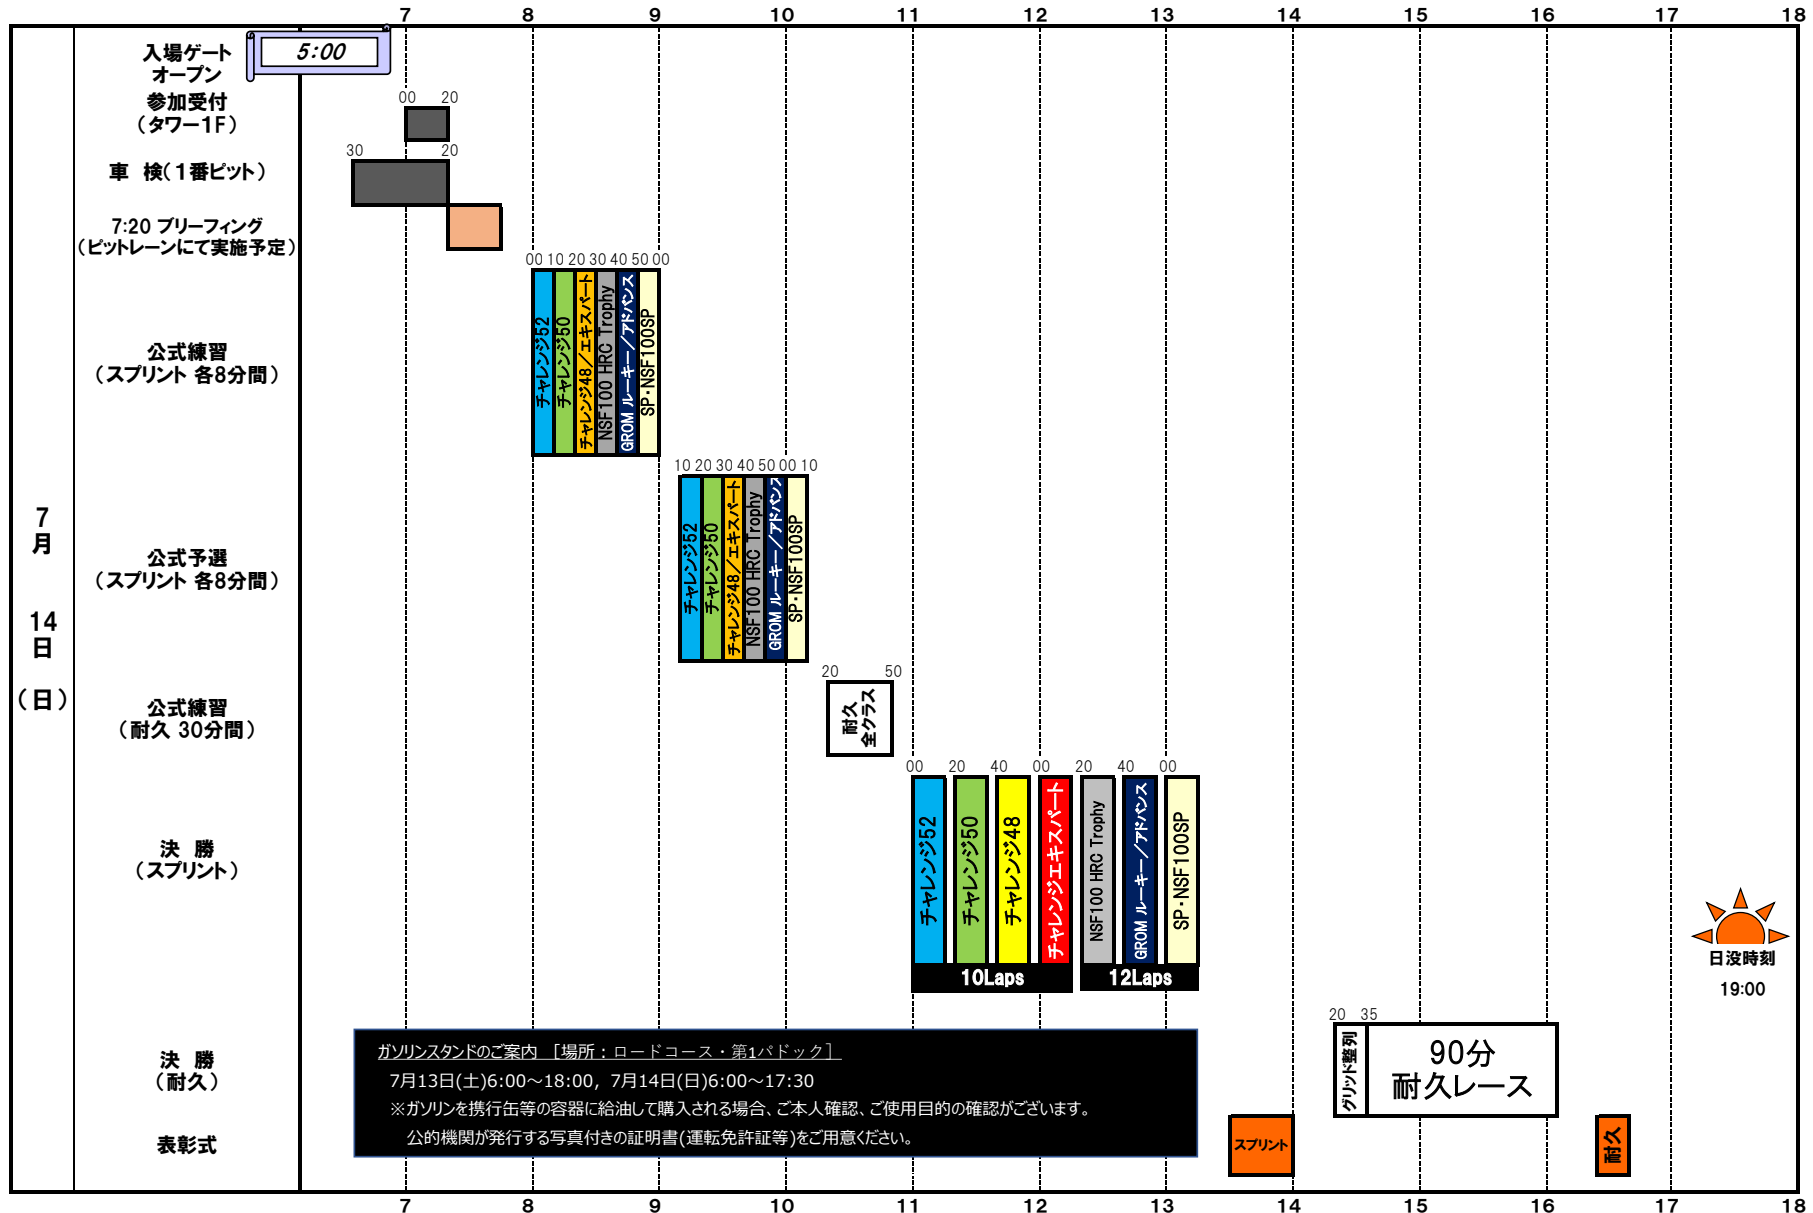 7 8 9 10 11 12 13 14 15 16 17 18
入場ゲート
オープン
5:00
参加受付
（タワー1F）
00 20
車 検（１番ピット）
30 20
7:20 ブリーフィング
（ピットレーンにて実施予定）
00 10 20 30 40 50 00
公式練習
（スプリント 各8分間）
チャレンジ52
チャレンジ50
チャレンジ48／エキスパート
NSF100 HRC Trophy
GROM ルーキー／アドバンス
SP・NSF100SP
10 20 30 40 50 00 10
7
月
14
日
（日）
公式予選
（スプリント 各8分間）
チャレンジ52
チャレンジ50
チャレンジ48／エキスパート
NSF100 HRC Trophy
GROM ルーキー／アドバンス
SP・NSF100SP
20 50
公式練習
（耐久 30分間）
耐久
全クラス
00 20 40 00 20 40 00
決 勝
（スプリント）
チャレンジ52
チャレンジ50
チャレンジ48
チャレンジエキスパート
NSF100 HRC Trophy
GROM ルーキー／アドバンス
SP・NSF100SP
10Laps
12Laps
日没時刻
19:00
20 35
決 勝
（耐久）
グリッド整列
90分
耐久レース
ガソリンスタンドのご案内 ［場所：ロードコース・第1パドック］
7月13日(土)6:00～18:00, 7月14日(日)6:00～17:30
※ガソリンを携行缶等の容器に給油して購入される場合、ご本人確認、ご使用目的の確認がございます。
公的機関が発行する写真付きの証明書(運転免許証等)をご用意ください。
表彰式
スプリント
耐久
7 8 9 10 11 12 13 14 15 16 17 18